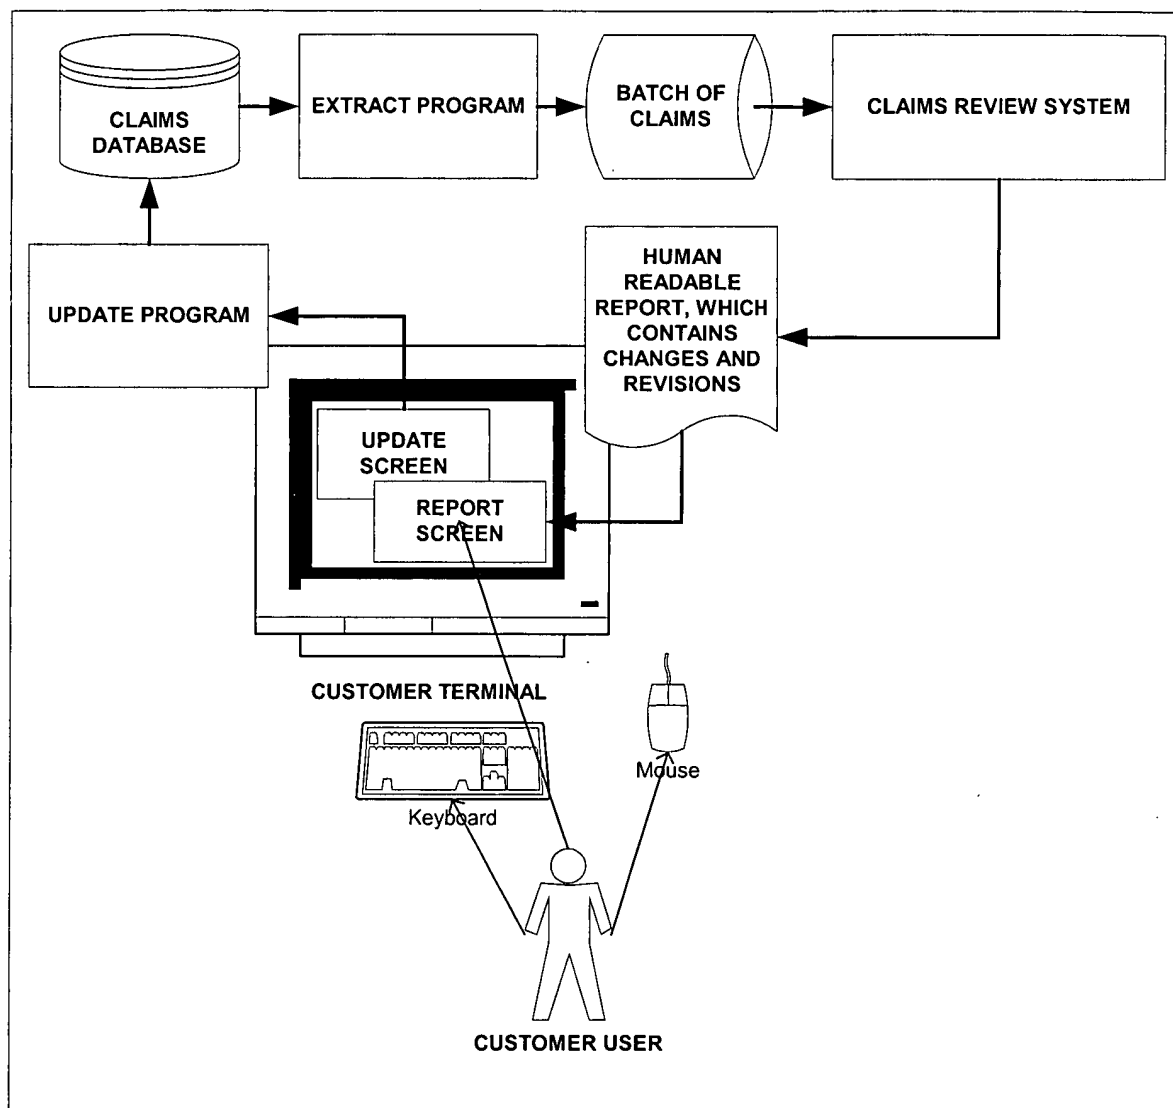 CLAIMS
DATABASE
EXTRACT PROGRAM
BATCH OF
CLAIMS
CLAIMS REVIEW SYSTEM
UPDATE PROGRAM
HUMAN
READABLE
REPORT, WHICH
CONTAINS
CHANGES AND
REVISIONS
UPDATE
SCREEN
REPORT
SCREEN
CUSTOMER TERMINAL
Mouse
Keyboard
CUSTOMER USER